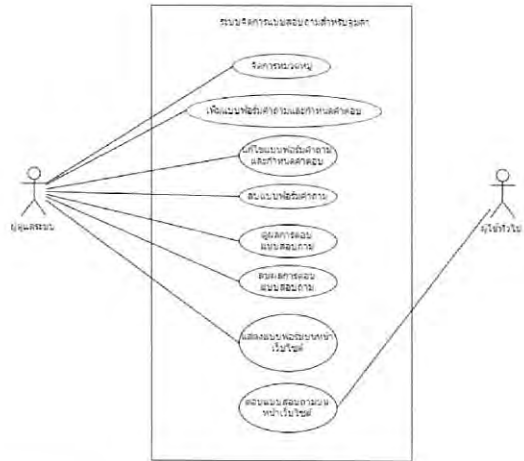 ระบบจัดการแบบสอบถามสำหรับจูมลา
จัดการหมวดหมู่
เพิ่มแบบฟอร์มคำถามและกำหนดคำตอบ
แก้ไขแบบฟอร์มคำถาม
และกำหนดคำตอบ
ลบแบบฟอร์มคำถาม
ผู้ดูแลระบบ
ผู้ใช้ทั่วไป
ดูผลการตอบ
แบบสอบถาม
ลบผลการตอบ
แบบสอบถาม
แสดงแบบฟอร์มบนหน้า
เว็บไซต์
ตอบแบบสอบถามบน
หน้าเว็บไซต์